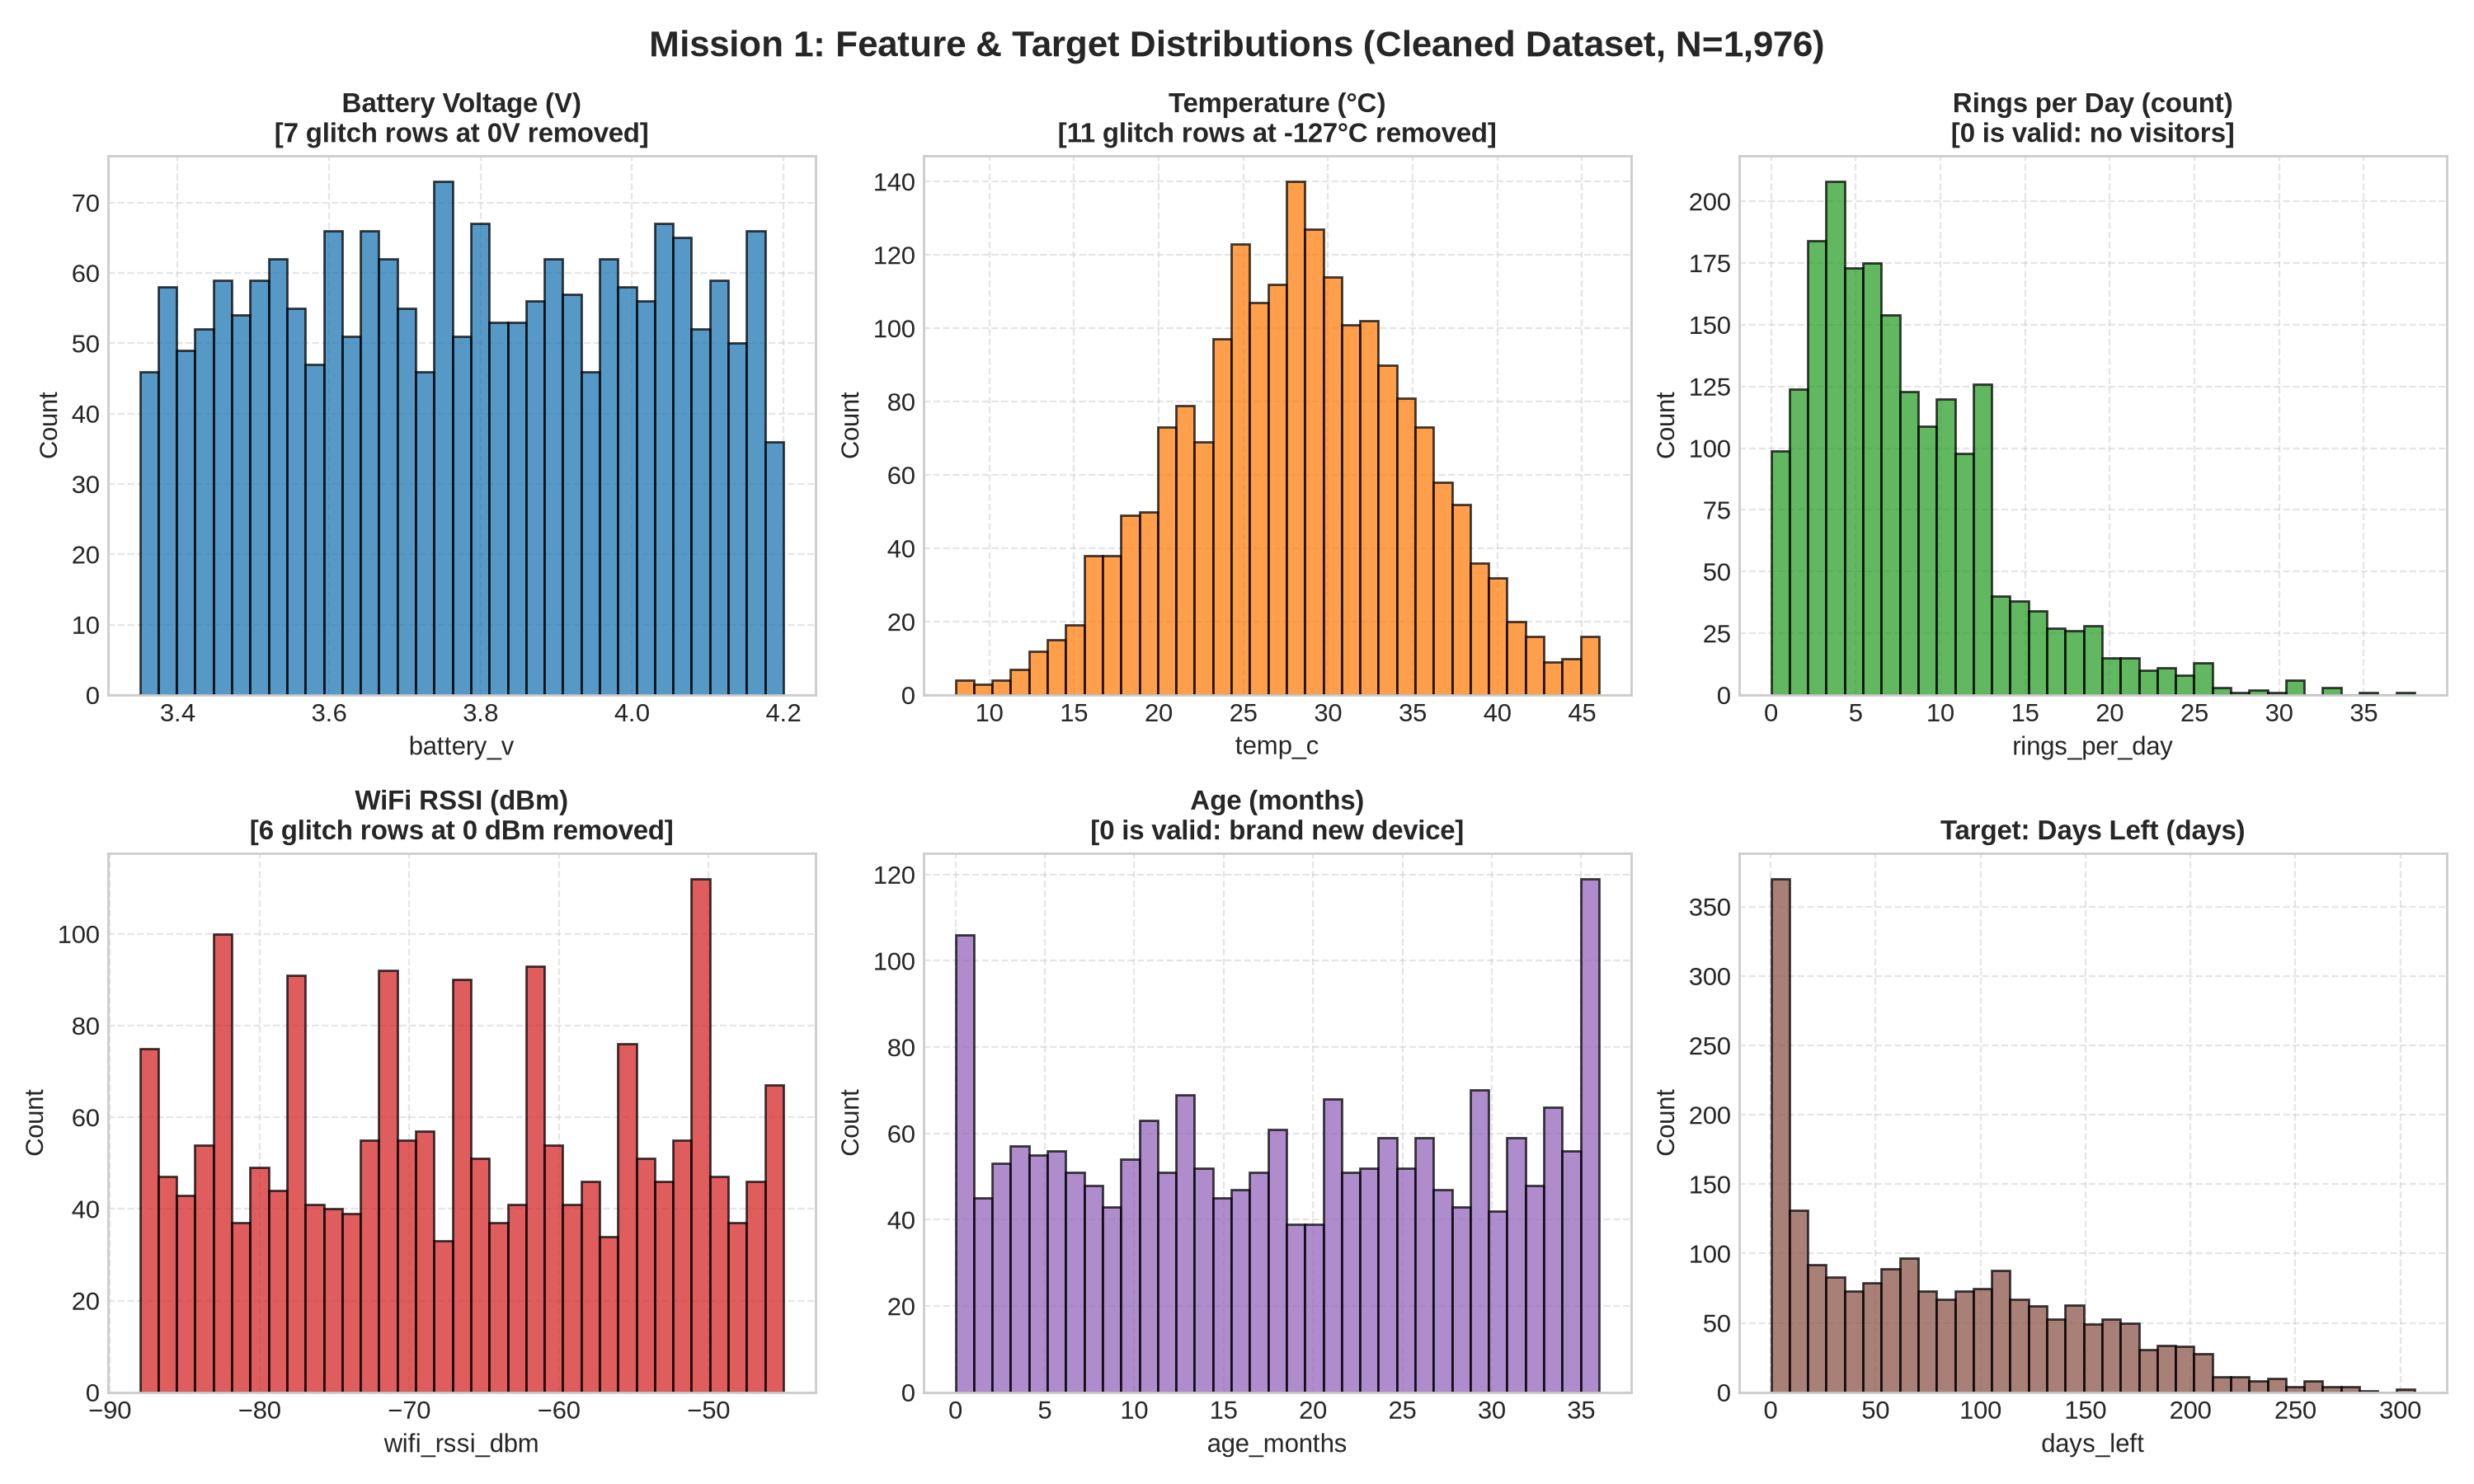 Mission 1: Feature & Target Distributions (Cleaned Dataset, N=1,976)
Battery Voltage (V)
[7 glitch rows at 0V removed]
Count
70
60
50
40
30
20
10
0
3.4 3.6 3.8 4.0 4.2
battery_v
Temperature (°C)
[11 glitch rows at -127°C removed]
Count
140
120
100
80
60
40
20
0
10 15 20 25 30 35 40 45
temp_c
Rings per Day (count)
[0 is valid: no visitors]
Count
200
175
150
125
100
75
50
25
0
0 5 10 15 20 25 30 35
rings_per_day
WiFi RSSI (dBm)
[6 glitch rows at 0 dBm removed]
Count
100
80
60
40
20
0
−90 −80 −70 −60 −50
wifi_rssi_dbm
Age (months)
[0 is valid: brand new device]
Count
120
100
80
60
40
20
0
0 5 10 15 20 25 30 35
age_months
Target: Days Left (days)
Count
350
300
250
200
150
100
50
0
0 50 100 150 200 250 300
days_left